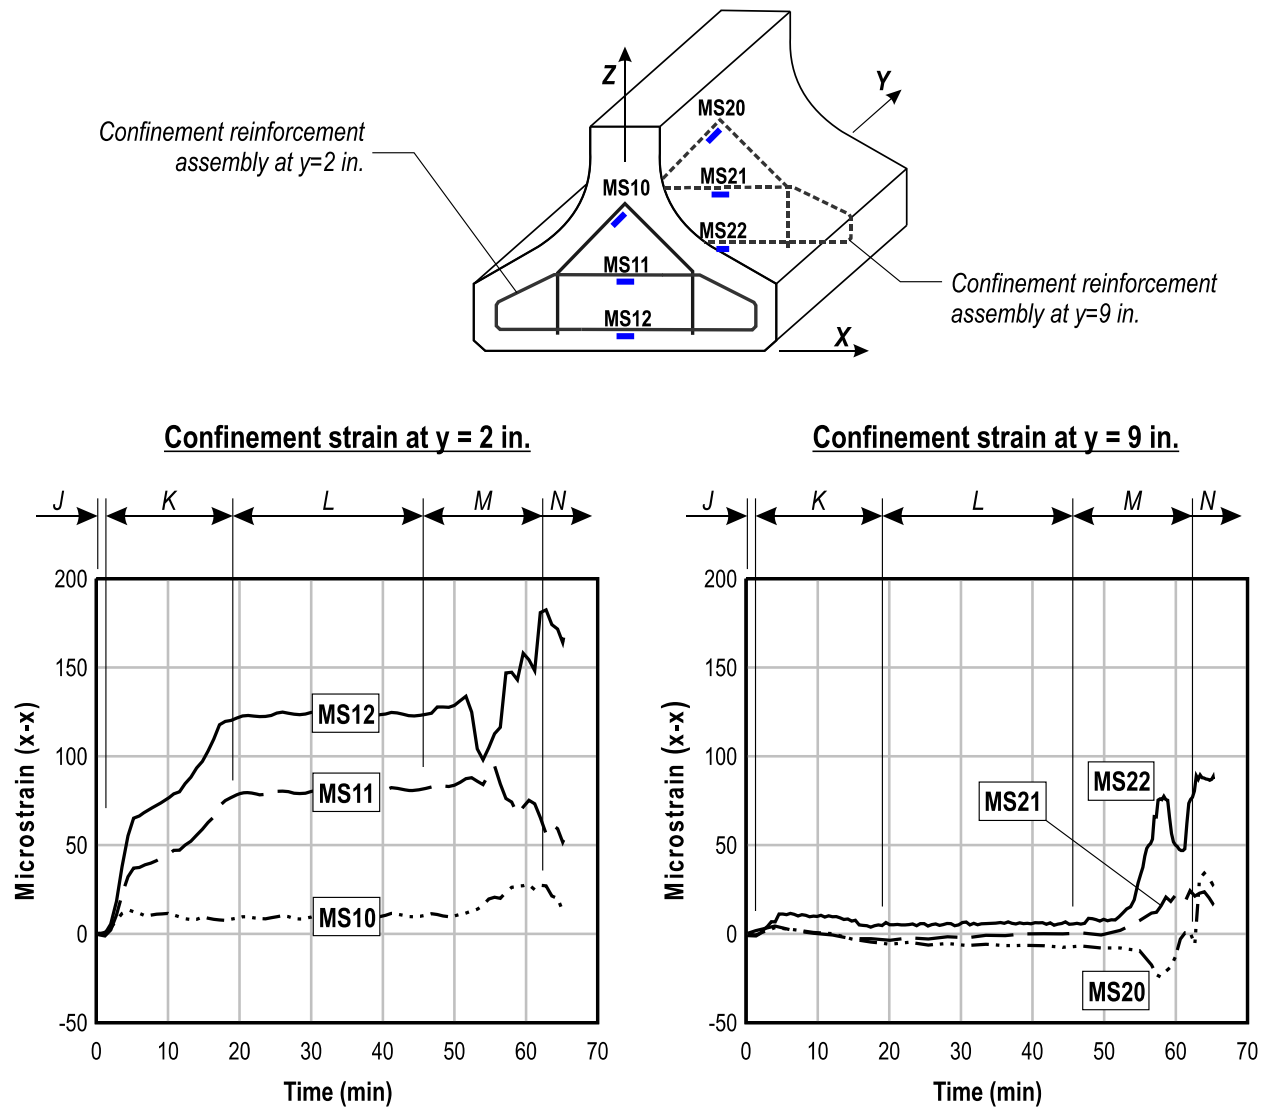 Z
Y
MS20
Confinement reinforcement
assembly at y=2 in.
MS21
MS10
MS22
MS11
Confinement reinforcement
assembly at y=9 in.
MS12
X
Confinement strain at y = 2 in.
J K L M N
200
150
100
50
0
-50
0 10 20 30 40 50 60 70
Microstrain (x-x)
Time (min)
MS12
MS11
MS10
Confinement strain at y = 9 in.
J K L M N
200
150
100
50
0
-50
0 10 20 30 40 50 60 70
Microstrain (x-x)
Time (min)
MS22
MS21
MS20